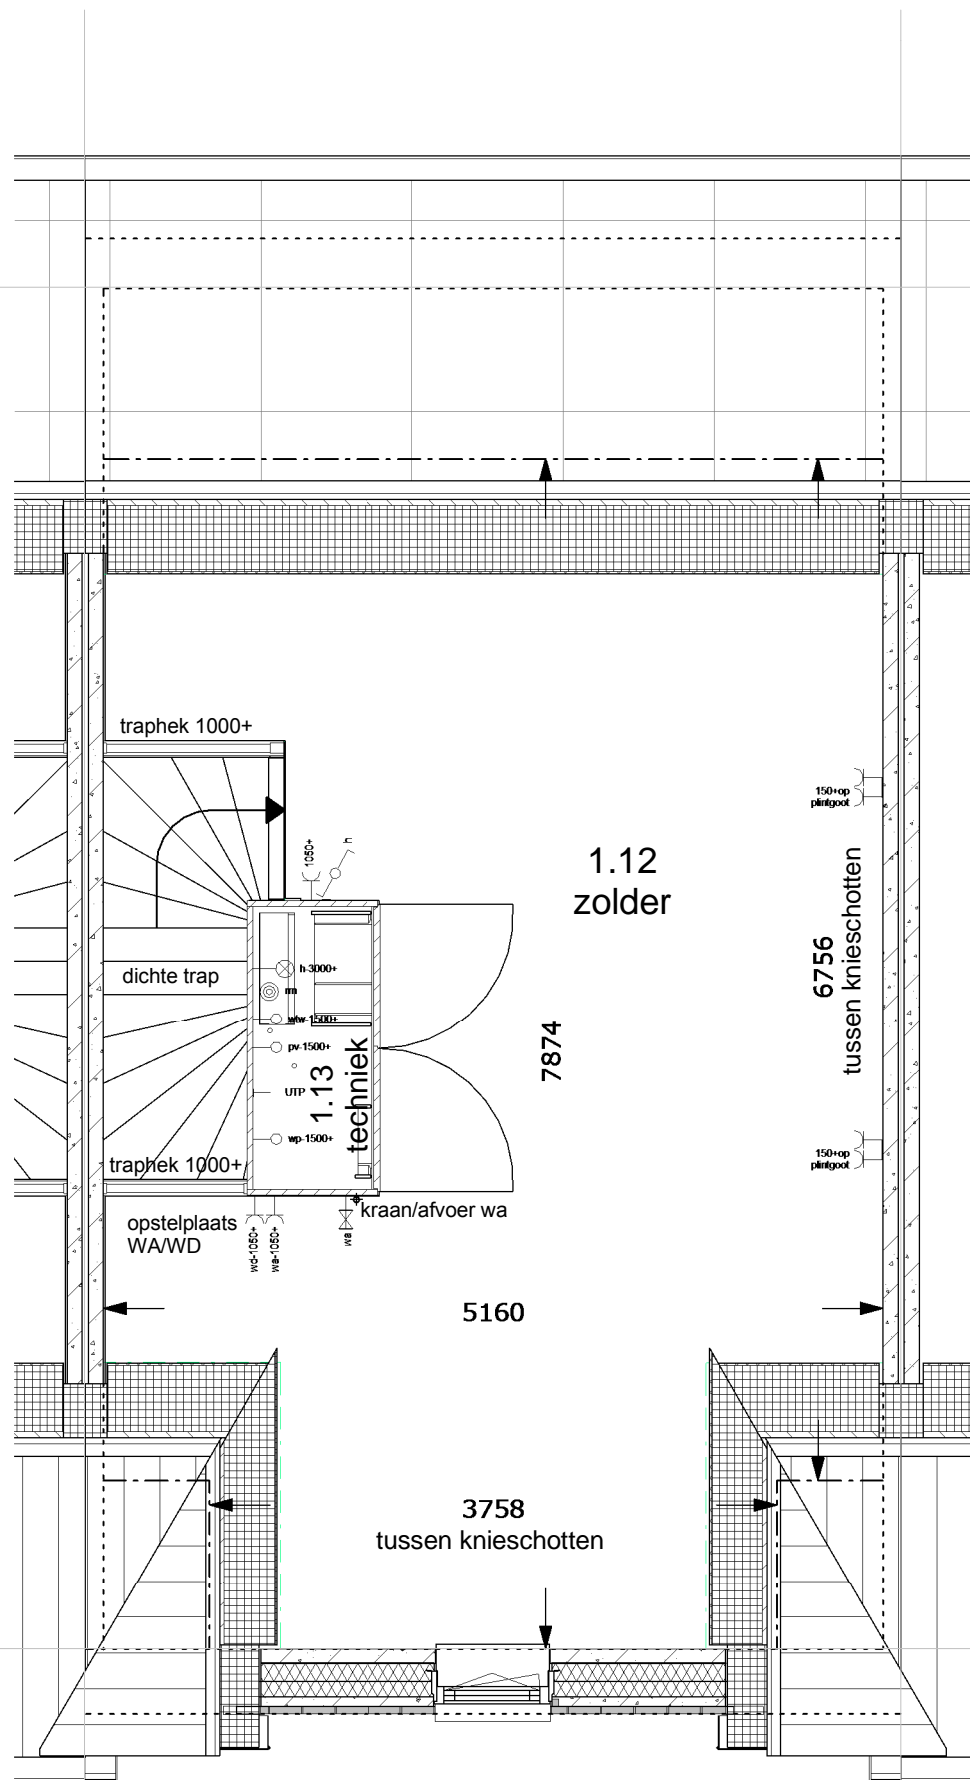 traphek 1000+
150+op
plintgoot
1050+
h
1.12
zolder
6756
tussen knieschotten
dichte trap
h-3000+
rm
wtw-1500+
pv-1500+
UTP
wp-1500+
1.13
techniek
7874
traphek 1000+
150+op
plintgoot
opstelplaats
WA/WD
wd-1050+
wa-1050+
wa
kraan/afvoer wa
5160
3758
tussen knieschotten